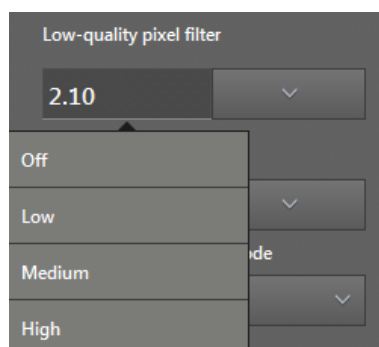 Low-quality pixel filter
2.10
Off
Low
ode
Medium
High